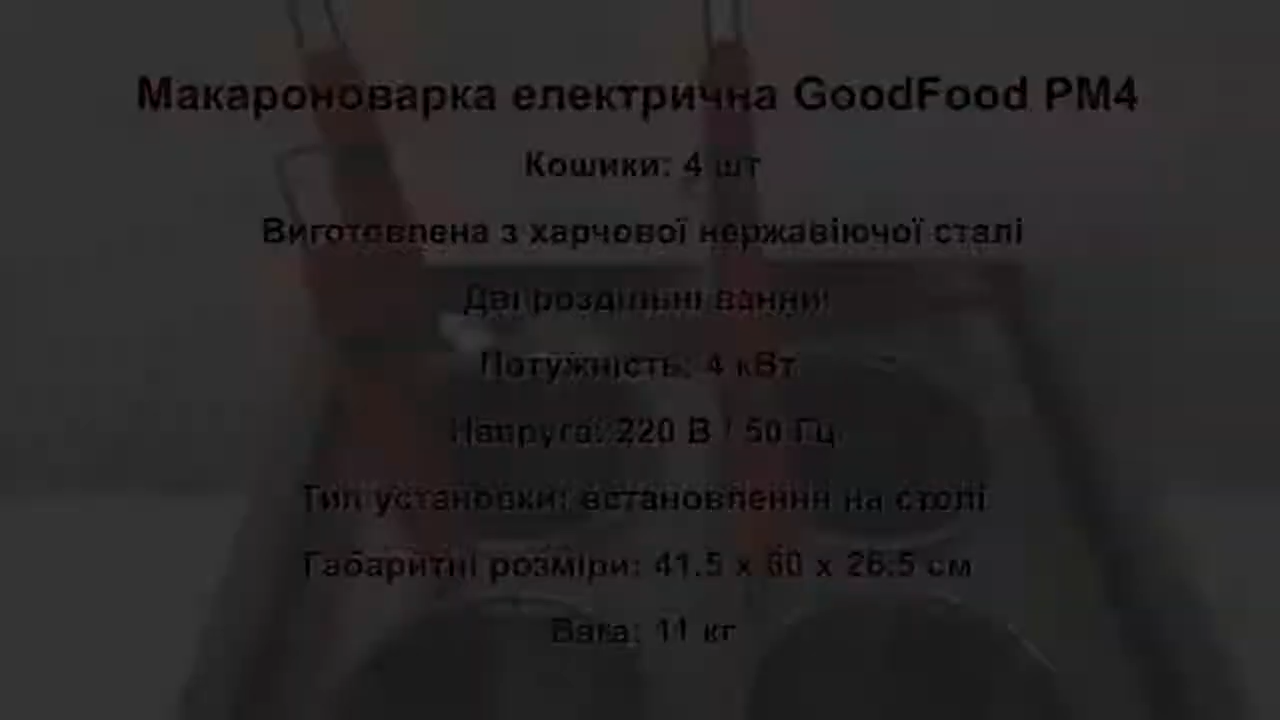 Макароноварка електрична GoodFood PM4
Кошики: 4 шт
Виготовлена з харчової нержавіючої сталі
Дві роздільні ванни!
Потужність: 4 кВт
Напруга: 220 В / 50 Гц
Тип установки: встановлення на столі
Габаритні розміри: 41.5 х 60 х 26.5 см
Вага: 11 кг